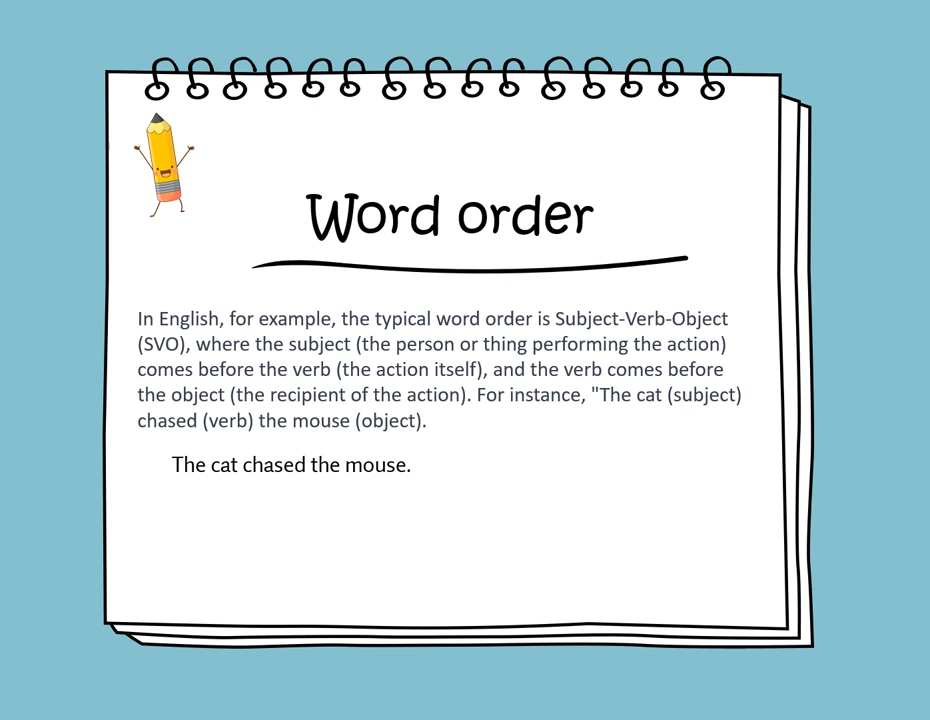 Word order
In English, for example, the typical word order is Subject-Verb-Object
(SVO), where the subject (the person or thing performing the action)
comes before the verb (the action itself), and the verb comes before
the object (the recipient of the action). For instance, "The cat (subject)
chased (verb) the mouse (object).
The cat chased the mouse.